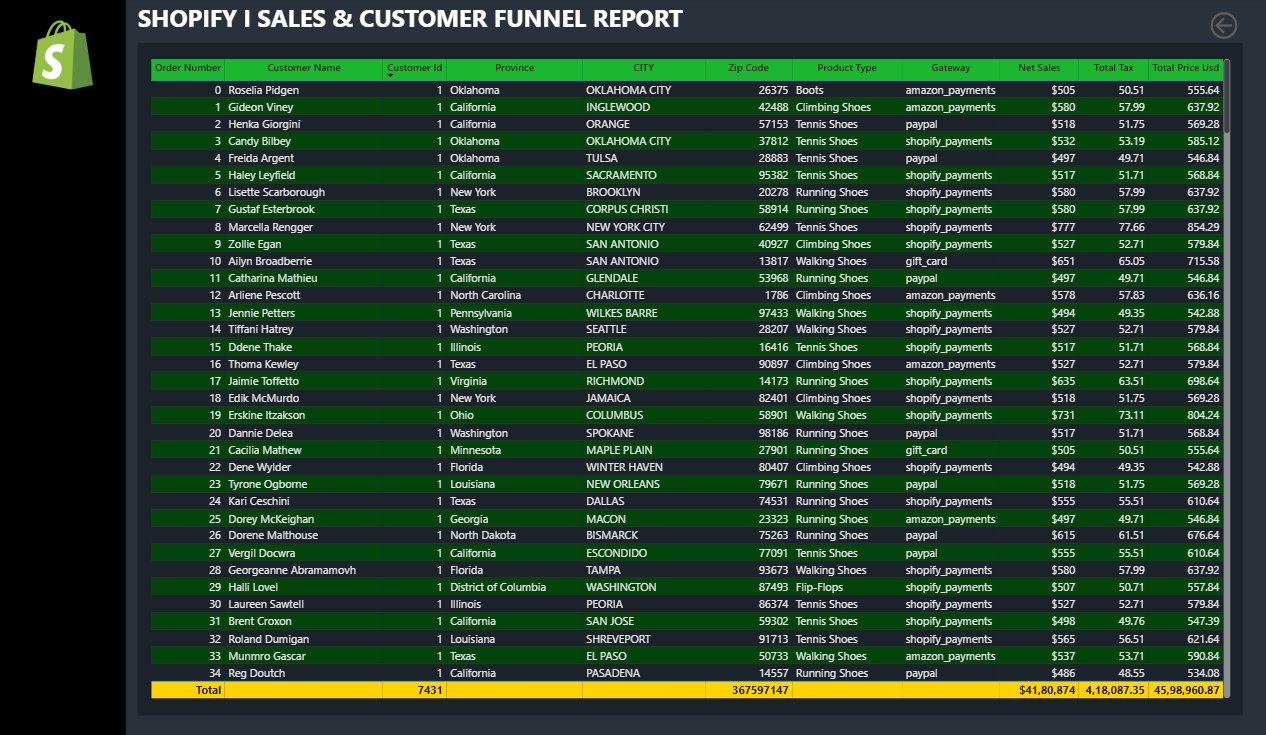 SHOPIFY I SALES & CUSTOMER FUNNEL REPORT
S
Order Number Customer Name Customer Id Province CITY Zip Code Product Type Gateway Net Sales Total Tax Total Price Usd
0 Roselia Pidgen 1 Oklahoma OKLAHOMA CITY 26375 Boots amazon_payments $505 50.51 555.64
1 Gideon Viney 1 California INGLEWOOD 42488 Climbing Shoes amazon_payments $580 57.99 637.92
2 Henka Giorgini 1 California ORANGE 57153 Tennis Shoes paypal $518 51.75 569.28
3 Candy Bilbey 1 Oklahoma OKLAHOMA CITY 37812 Tennis Shoes shopify_payments $532 53.19 585.12
4 Freida Argent 1 Oklahoma TULSA 28883 Tennis Shoes paypal $497 49.71 546.84
5 Haley Leyfield 1 California SACRAMENTO 95382 Tennis Shoes shopify_payments $517 51.71 568.84
6 Lisette Scarborough 1 New York BROOKLYN 20278 Running Shoes shopify_payments $580 57.99 637.92
7 Gustaf Esterbrook 1 Texas CORPUS CHRISTI 58914 Running Shoes shopify_payments $580 57.99 637.92
8 Marcella Rengger 1 New York NEW YORK CITY 62499 Tennis Shoes shopify_payments $777 77.66 854.29
9 Zollie Egan 1 Texas SAN ANTONIO 40927 Climbing Shoes shopify_payments $527 52.71 579.84
10 Ailyn Broadberrie 1 Texas SAN ANTONIO 13817 Walking Shoes gift_card $651 65.05 715.58
11 Catharina Mathieu 1 California GLENDALE 53968 Running Shoes paypal $497 49.71 546.84
12 Arliene Pescott 1 North Carolina CHARLOTTE 1786 Climbing Shoes amazon_payments $578 57.83 636.16
13 Jennie Petters 1 Pennsylvania WILKES BARRE 97433 Walking Shoes shopify_payments $494 49.35 542.88
14 Tiffani Hatrey 1 Washington SEATTLE 28207 Walking Shoes shopify_payments $527 52.71 579.84
15 Ddene Thake 1 Illinois PEORIA 16416 Tennis Shoes shopify_payments $517 51.71 568.84
16 Thoma Kewley 1 Texas EL PASO 90897 Climbing Shoes amazon_payments $527 52.71 579.84
17 Jaimie Toffetto 1 Virginia RICHMOND 14173 Running Shoes shopify_payments $635 63.51 698.64
18 Edik McMurdo 1 New York JAMAICA 82401 Climbing Shoes shopify_payments $518 51.75 569.28
19 Erskine Itzakson 1 Ohio COLUMBUS 58901 Walking Shoes shopify_payments $731 73.11 804.24
20 Dannie Delea 1 Washington SPOKANE 98186 Running Shoes paypal $517 51.71 568.84
21 Cacilia Mathew 1 Minnesota MAPLE PLAIN 27901 Running Shoes gift_card $505 50.51 555.64
22 Dene Wylder 1 Florida WINTER HAVEN 80407 Climbing Shoes shopify_payments $494 49.35 542.88
23 Tyrone Ogborne 1 Louisiana NEW ORLEANS 79671 Running Shoes paypal $518 51.75 569.28
24 Kari Ceschini 1 Texas DALLAS 74531 Running Shoes shopify_payments $555 55.51 610.64
25 Dorey McKeighan 1 Georgia MACON 23323 Running Shoes amazon_payments $497 49.71 546.84
26 Dorene Malthouse 1 North Dakota BISMARCK 75263 Running Shoes paypal $615 61.51 676.64
27 Vergil Docwra 1 California ESCONDIDO 77091 Tennis Shoes paypal $555 55.51 610.64
28 Georgeanne Abramamovh 1 Florida TAMPA 93673 Walking Shoes shopify_payments $580 57.99 637.92
29 Halli Lovel 1 District of Columbia WASHINGTON 87493 Flip-Flops shopify_payments $507 50.71 557.84
30 Laureen Sawtell 1 Illinois PEORIA 86374 Tennis Shoes shopify_payments $527 52.71 579.84
31 Brent Croxon 1 California SAN JOSE 59302 Tennis Shoes shopify_payments $498 49.76 547.39
32 Roland Dumigan 1 Louisiana SHREVEPORT 91713 Tennis Shoes shopify_payments $565 56.51 621.64
33 Munmro Gascar 1 Texas EL PASO 50733 Walking Shoes amazon_payments $537 53.71 590.84
34 Reg Doutch 1 California PASADENA 14557 Running Shoes paypal $486 48.55 534.08
Total 7431 367597147 $41,80,874 4,18,087.35 45,98,960.87